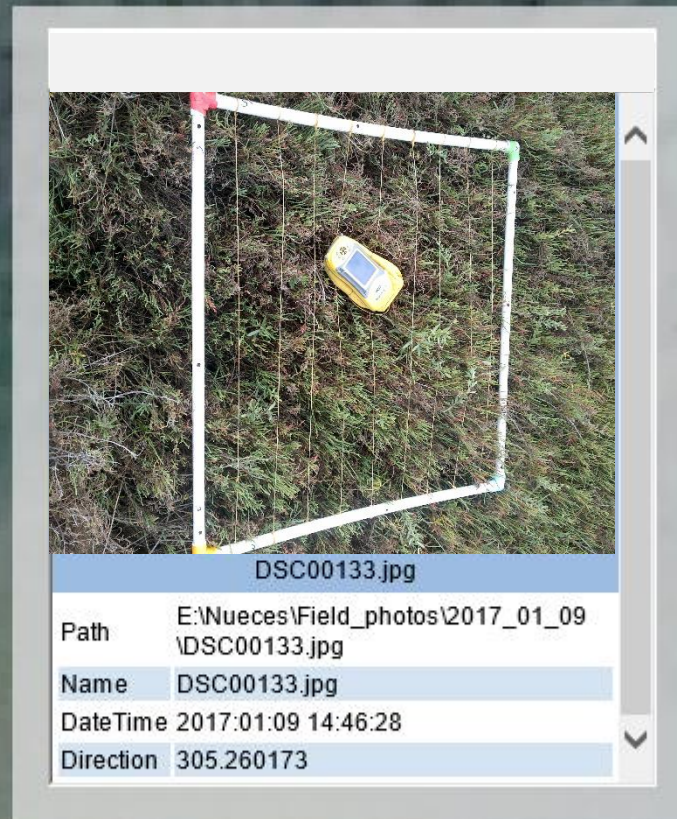 DSC00133.jpg
Path E:\Nueces\Field_photos\2017_01_09
\DSC00133.jpg
Name DSC00133.jpg
DateTime 2017:01:09 14:46:28
Direction 305.260173